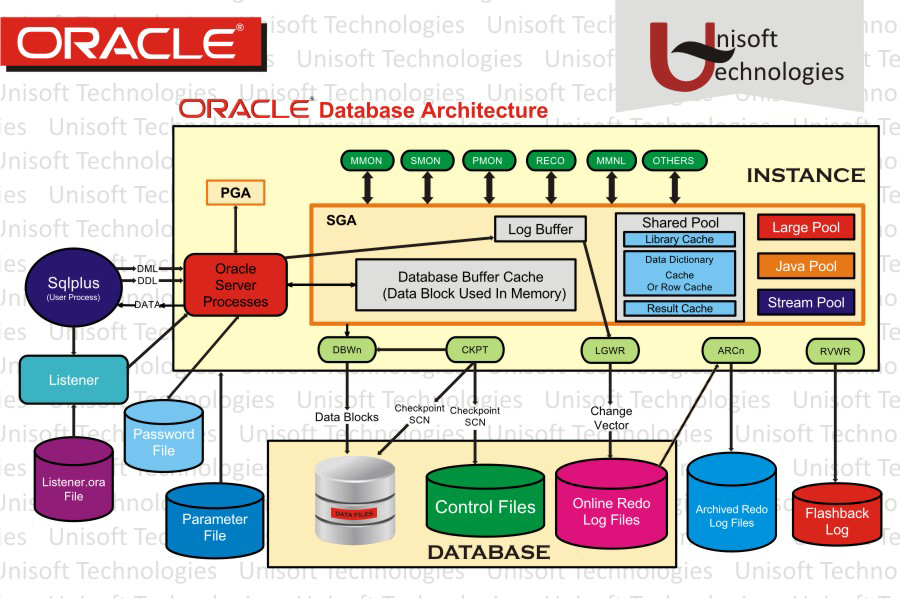 ORACLE®
Unisoft
Technologies
ORACLE® Database Architecture
MMON
SMON
PMON
RECO
MMNL
OTHERS
INSTANCE
PGA
SGA
Log Buffer
Shared Pool
Library Cache
Data Dictionary
Cache
Or Row Cache
Result Cache
Large Pool
Java Pool
Stream Pool
Database Buffer Cache
(Data Block Used In Memory)
Oracle
Server
Processes
Sqlplus
(User Process)
DML
DDL
DATA
DBWn
CKPT
LGWR
ARCn
RVWR
Listener
Listener.ora
File
Password
File
Parameter
File
Data Blocks
Checkpoint
SCN
Checkpoint
SCN
Change
Vector
DATA FILES
Control Files
Online Redo
Log Files
Archived Redo
Log Files
Flashback
Log
DATABASE
Unisoft Technologies